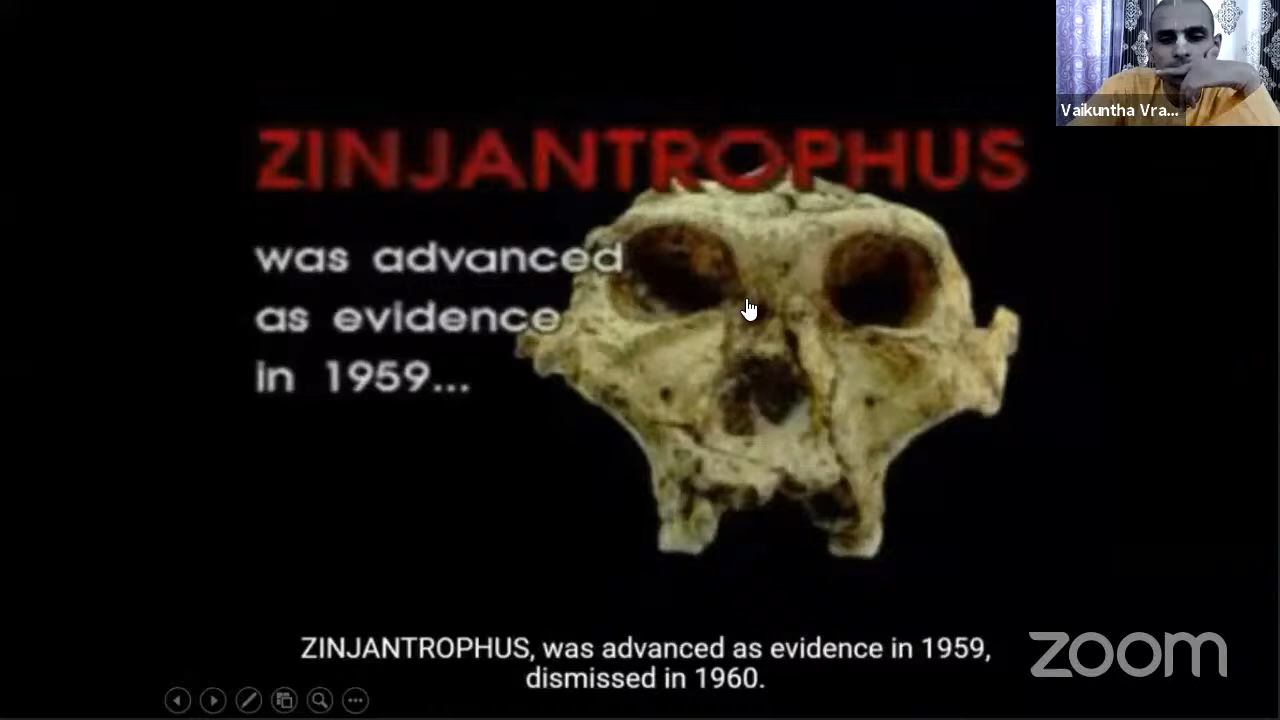 Vaikuntha Vra...
ZINJANTROPHUS
was advanced
as evidence
in 1959...
ZINJANTROPHUS, was advanced as evidence in 1959,
dismissed in 1960.
zoom